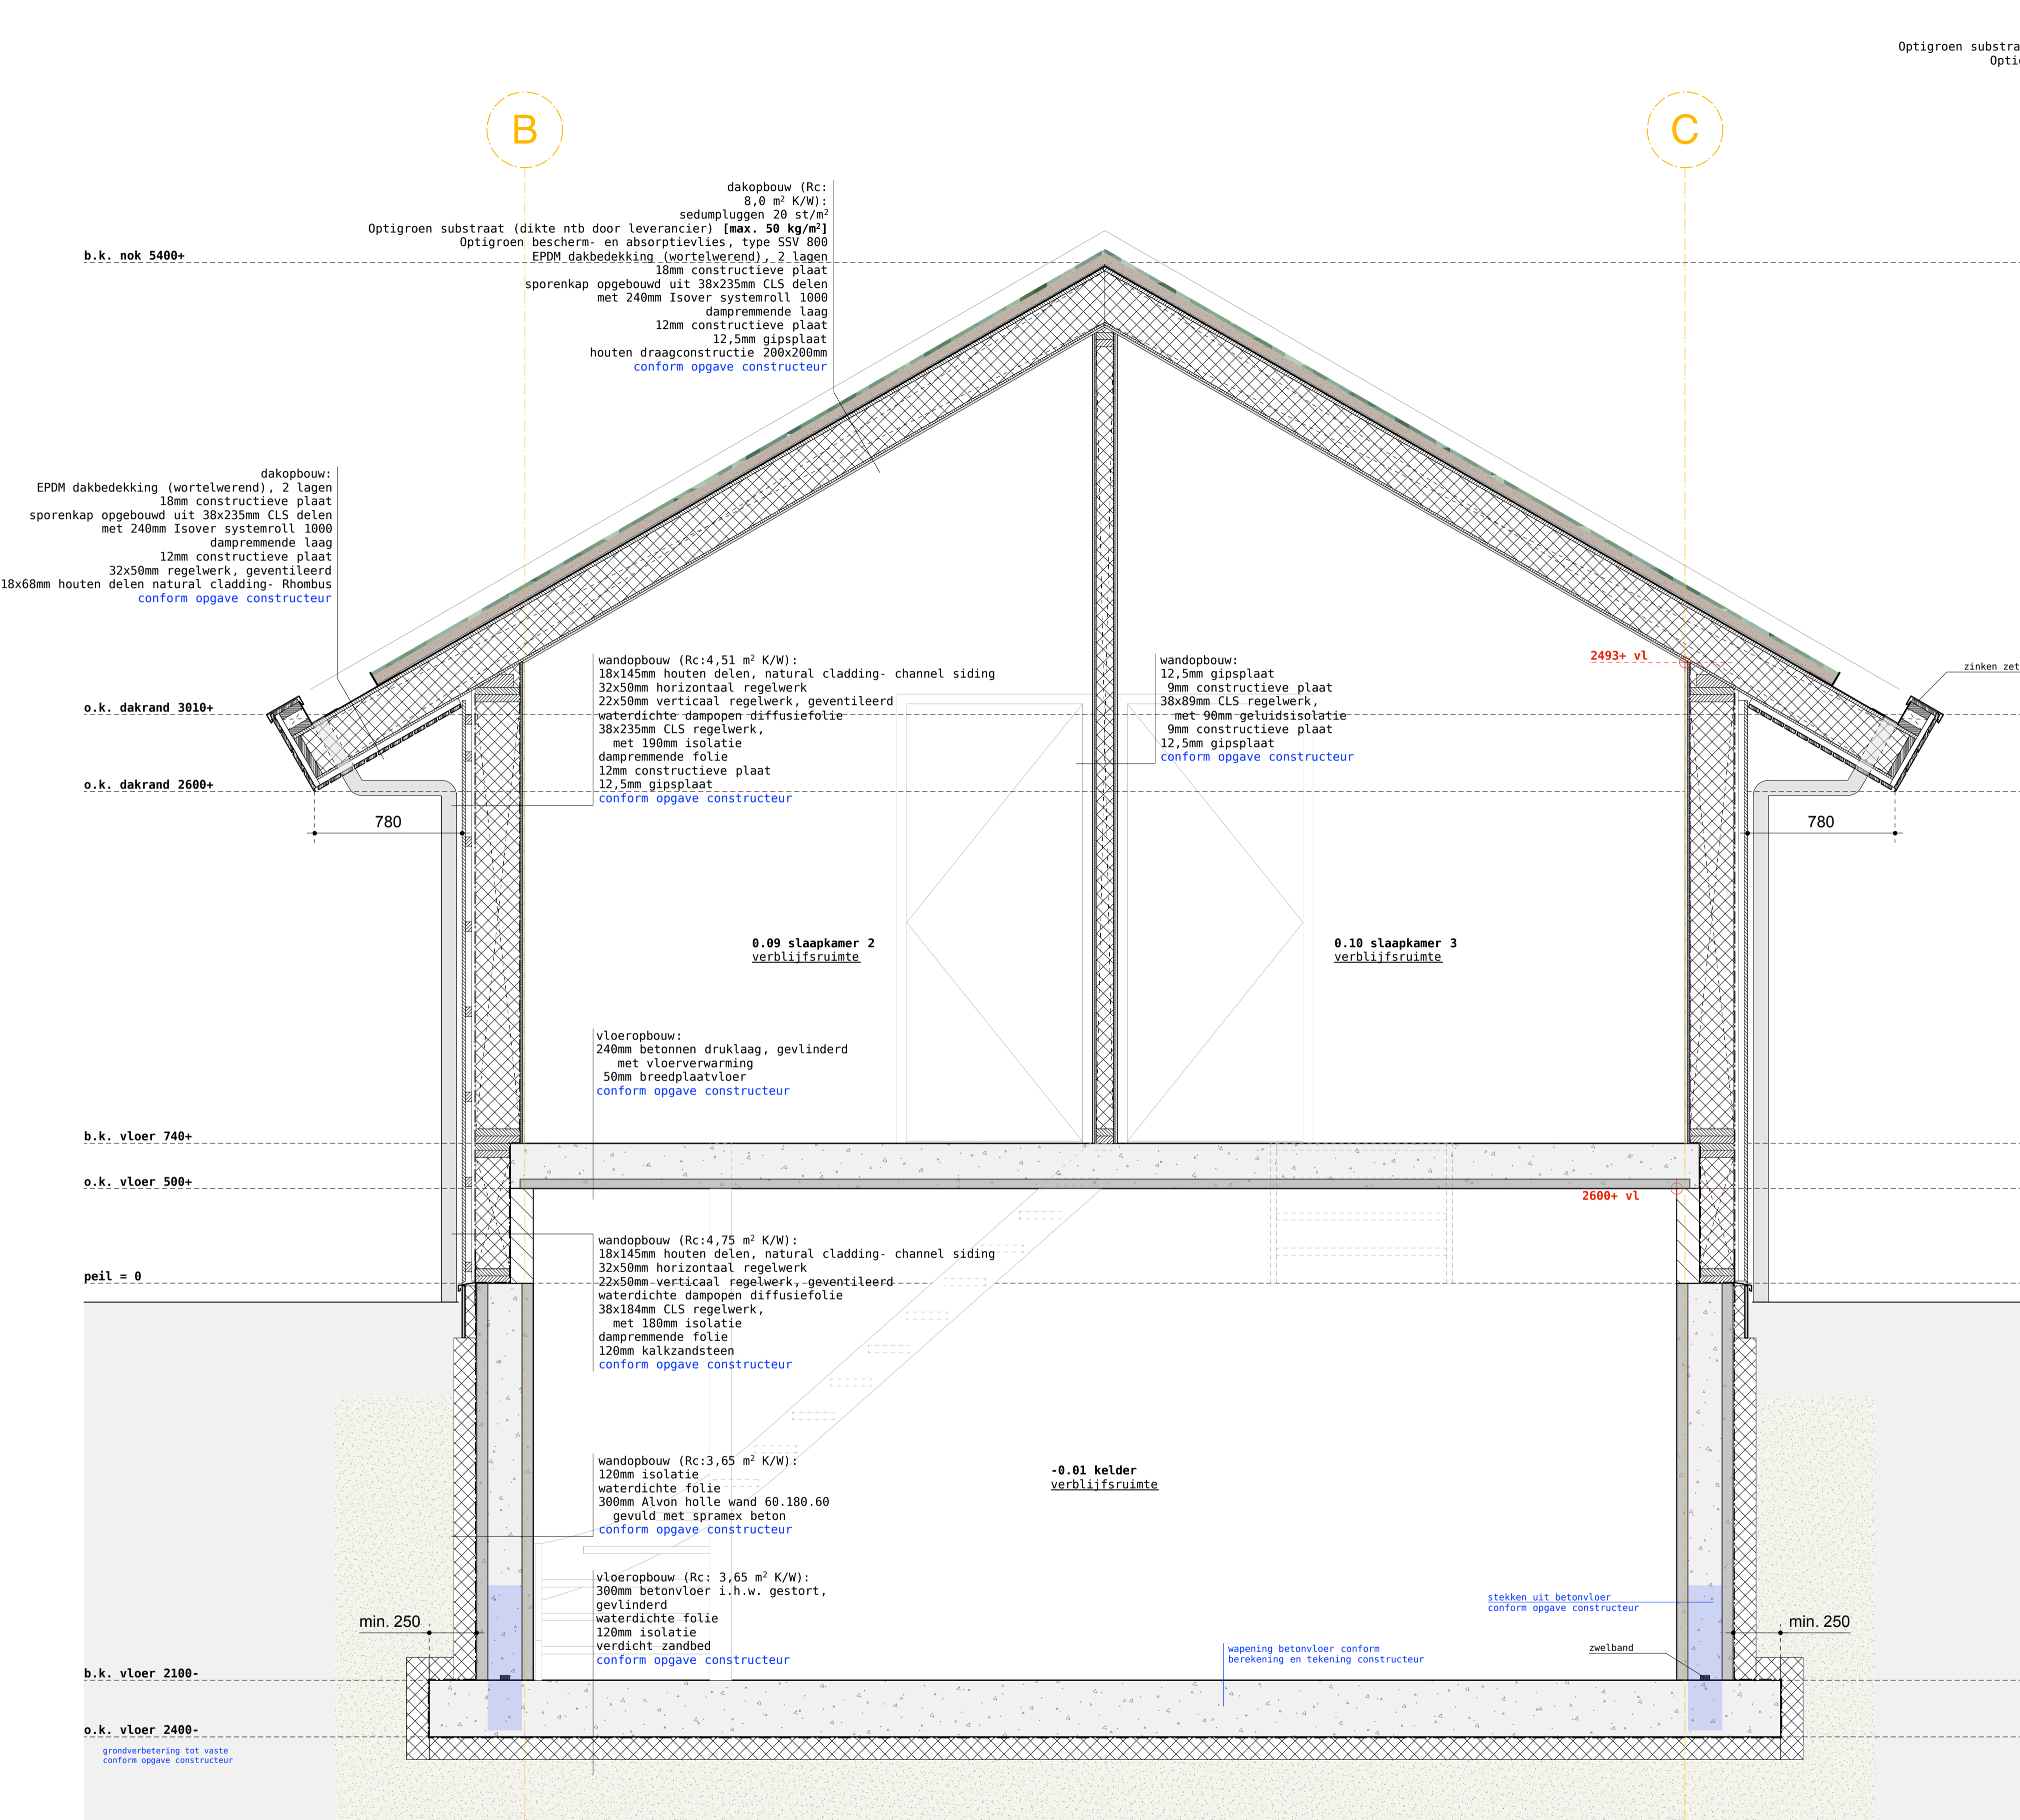 Optigroen substra
Optic
B
C
dakopbouw (Rc:
8,0 m² K/W):
sedumpluggen 20 st/m²
Optigroen substraat (dikte ntb door leverancier) [max. 50 kg/m²]
Optigroen bescherm- en absorptievlies, type SSV 800
EPDM dakbedekking (wortelwerend), 2 lagen
18mm constructieve plaat
sporenkap opgebouwd uit 38x235mm CLS delen
met 240mm Isover systemroll 1000
dampremmende laag
12mm constructieve plaat
12,5mm gipsplaat
houten draagconstructie 200x200mm
conform opgave constructeur
b.k. nok 5400+
dakopbouw:
EPDM dakbedekking (wortelwerend), 2 lagen
18mm constructieve plaat
sporenkap opgebouwd uit 38x235mm CLS delen
met 240mm Isover systemroll 1000
dampremmende laag
12mm constructieve plaat
32x50mm regelwerk, geventileerd
18x68mm houten delen natural cladding- Rhombus
conform opgave constructeur
wandopbouw (Rc:4,51 m² K/W):
18x145mm houten delen, natural cladding- channel siding
32x50mm horizontaal regelwerk
22x50mm verticaal regelwerk, geventileerd
waterdichte dampopen diffusiefolie
38x235mm CLS regelwerk,
met 190mm isolatie
dampremmende folie
12mm constructieve plaat
12,5mm gipsplaat
conform opgave constructeur
wandopbouw:
12,5mm gipsplaat
9mm constructieve plaat
38x89mm CLS regelwerk,
met 90mm geluidsisolatie
9mm constructieve plaat
12,5mm gipsplaat
conform opgave constructeur
2493+ vl
zinken zet
o.k. dakrand 3010+
o.k. dakrand 2600+
780
780
0.09 slaapkamer 2
verblijfsruimte
0.10 slaapkamer 3
verblijfsruimte
vloeropbouw:
240mm betonnen druklaag, gevlinderd
met vloerverwarming
50mm breedplaatvloer
conform opgave constructeur
b.k. vloer 740+
o.k. vloer 500+
2600+ vl
wandopbouw (Rc:4,75 m² K/W):
18x145mm houten delen, natural cladding- channel siding
32x50mm horizontaal regelwerk
22x50mm verticaal regelwerk, geventileerd
waterdichte dampopen diffusiefolie
38x184mm CLS regelwerk,
met 180mm isolatie
dampremmende folie
120mm kalkzandsteen
conform opgave constructeur
peil = 0
wandopbouw (Rc:3,65 m² K/W):
120mm isolatie
waterdichte folie
300mm Alvon holle wand 60.180.60
gevuld met spramex beton
conform opgave constructeur
-0.01 kelder
verblijfsruimte
vloeropbouw (Rc: 3,65 m² K/W):
300mm betonvloer i.h.w. gestort,
gevlinderd
waterdichte folie
120mm isolatie
verdicht zandbed
conform opgave constructeur
stekken uit betonvloer
conform opgave constructeur
min. 250
min. 250
zwelband
wapening betonvloer conform
berekening en tekening constructeur
b.k. vloer 2100-
o.k. vloer 2400-
grondverbetering tot vaste
conform opgave constructeur